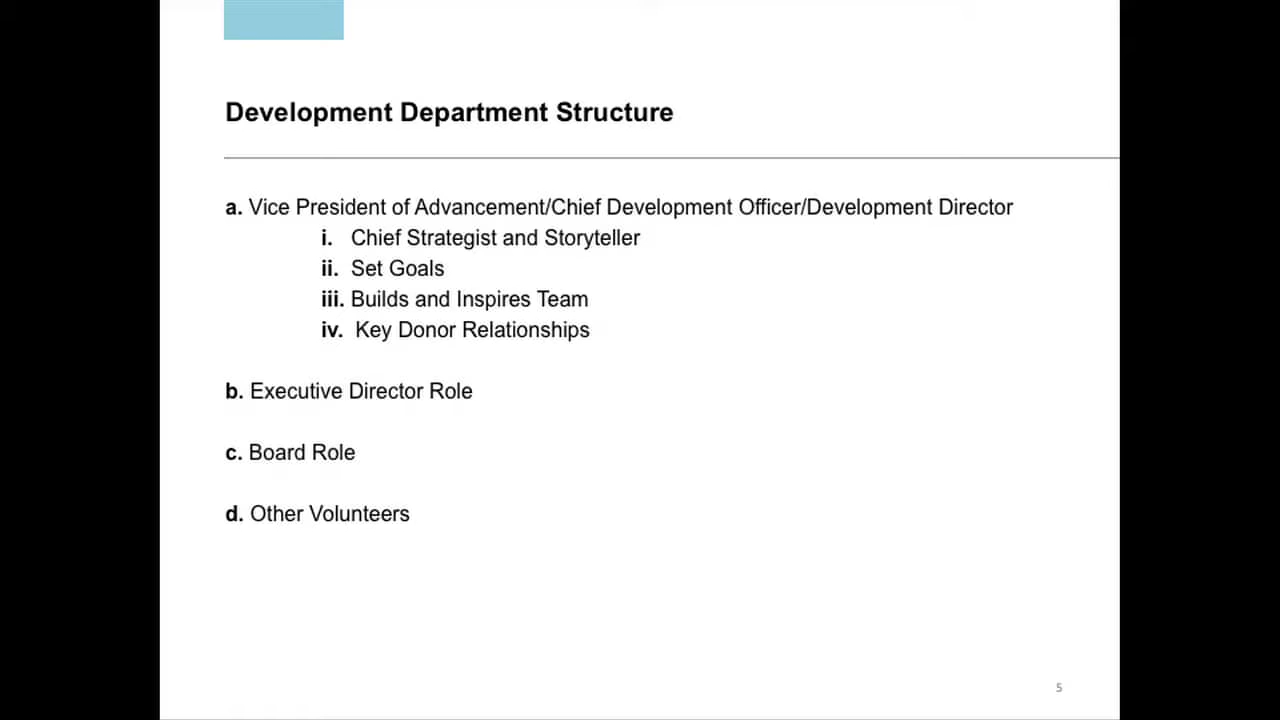 Development Department Structure
a. Vice President of Advancement/Chief Development Officer/Development Director
i. Chief Strategist and Storyteller
ii. Set Goals
iii. Builds and Inspires Team
iv. Key Donor Relationships
b. Executive Director Role
c. Board Role
d. Other Volunteers
5